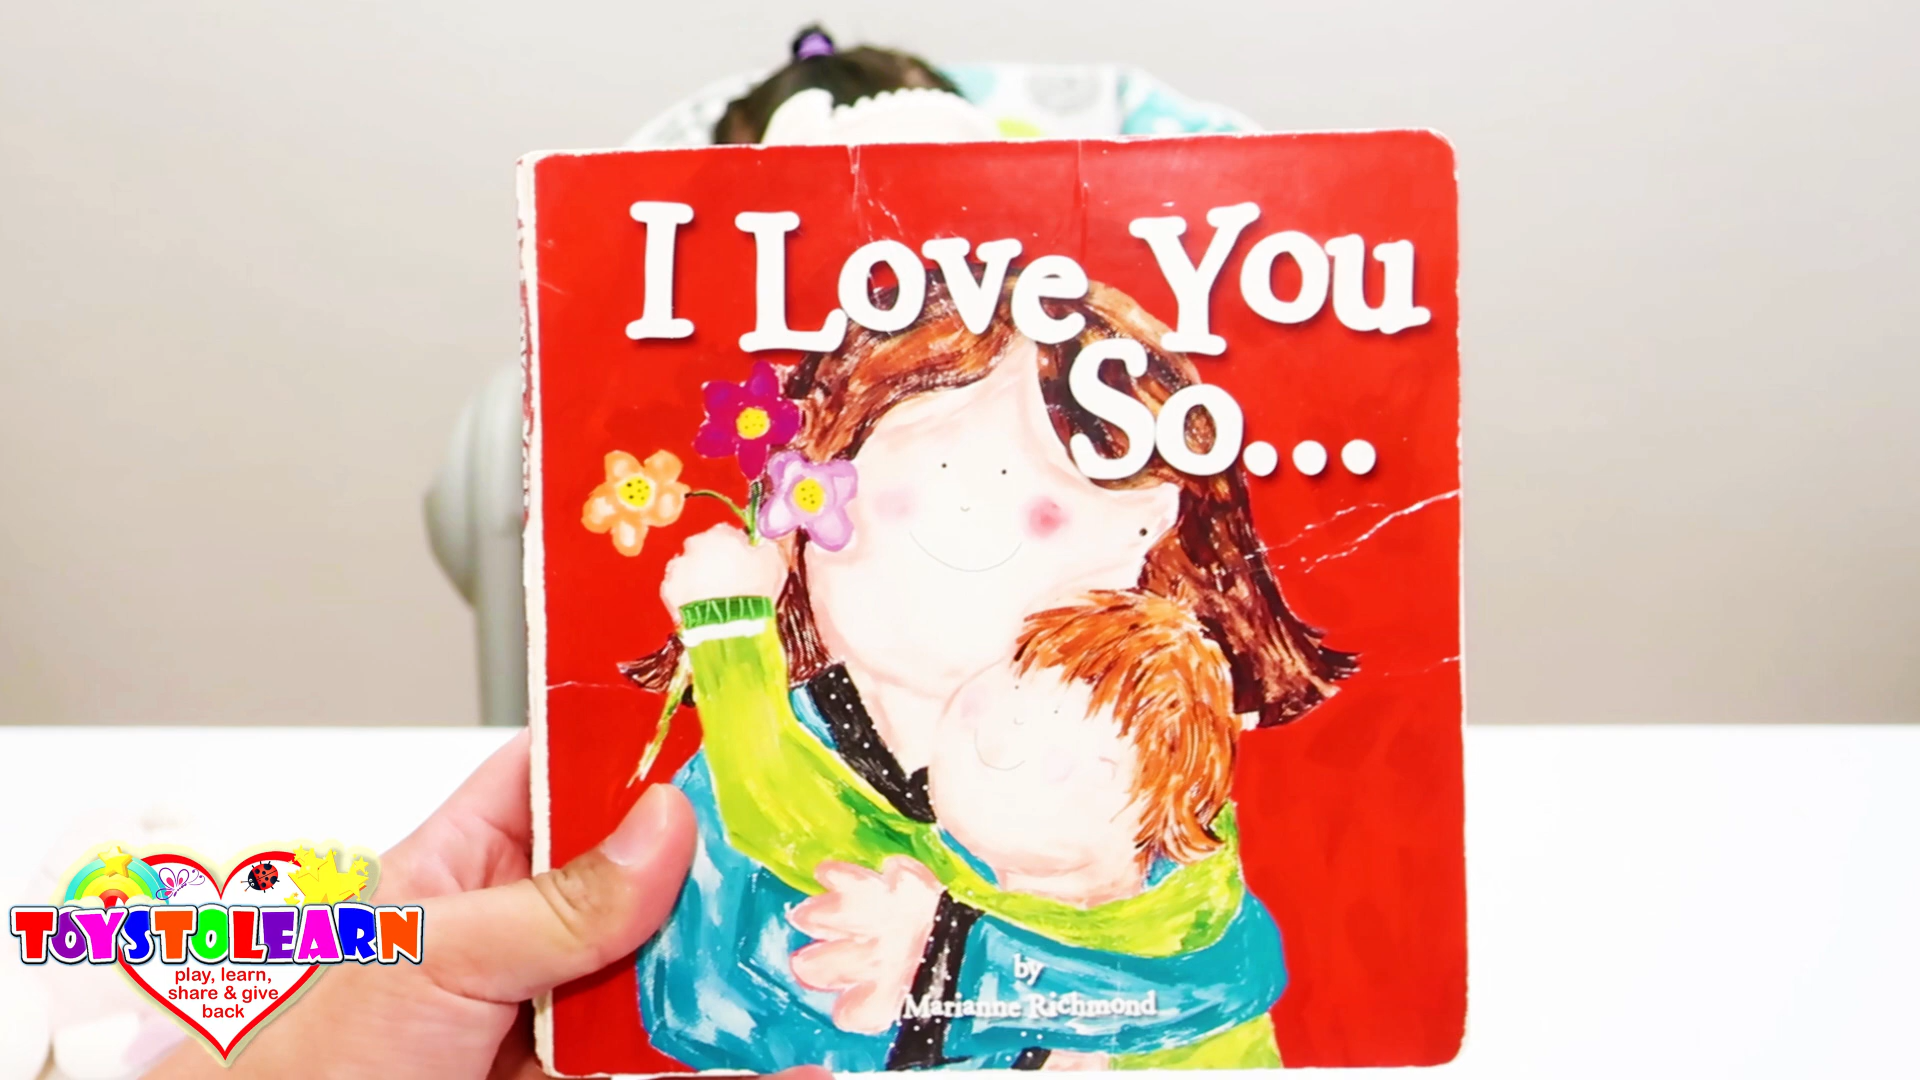 I Love You
So...
by
Marianne Richmond
TOYSTOLEARN
play, learn,
share & give
back